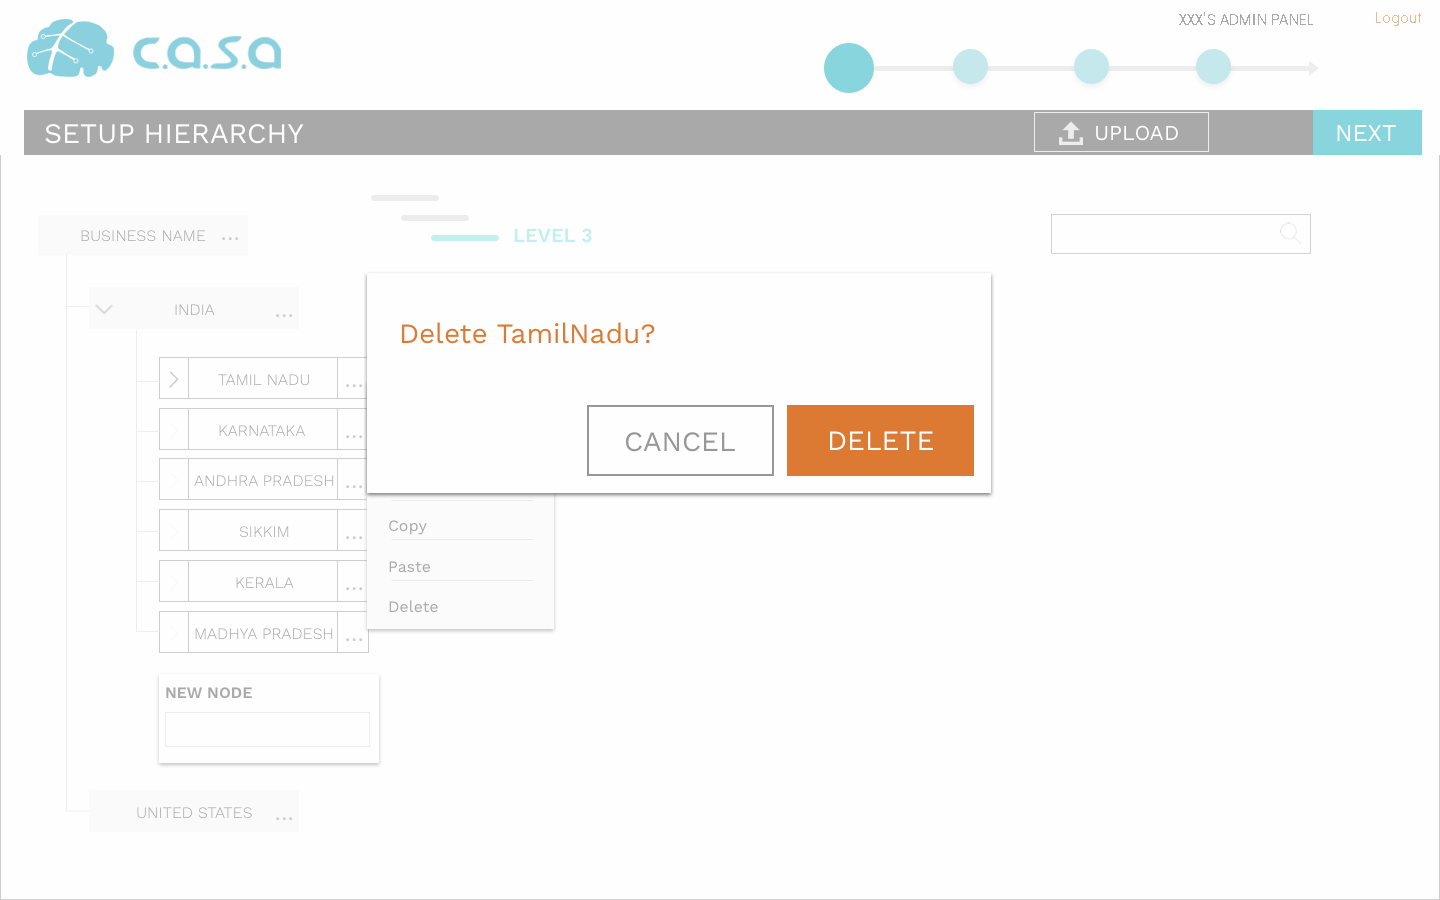 XXX'S ADMIN PANEL
Logout
c.a.s.a
SETUP HIERARCHY
UPLOAD
NEXT
BUSINESS NAME ...
LEVEL 3
INDIA ...
Delete TamilNadu?
TAMIL NADU ...
KARNATAKA ...
CANCEL
DELETE
ANDHRA PRADESH ...
SIKKIM ...
Copy
Paste
KERALA ...
Delete
MADHYA PRADESH ...
NEW NODE
UNITED STATES ...